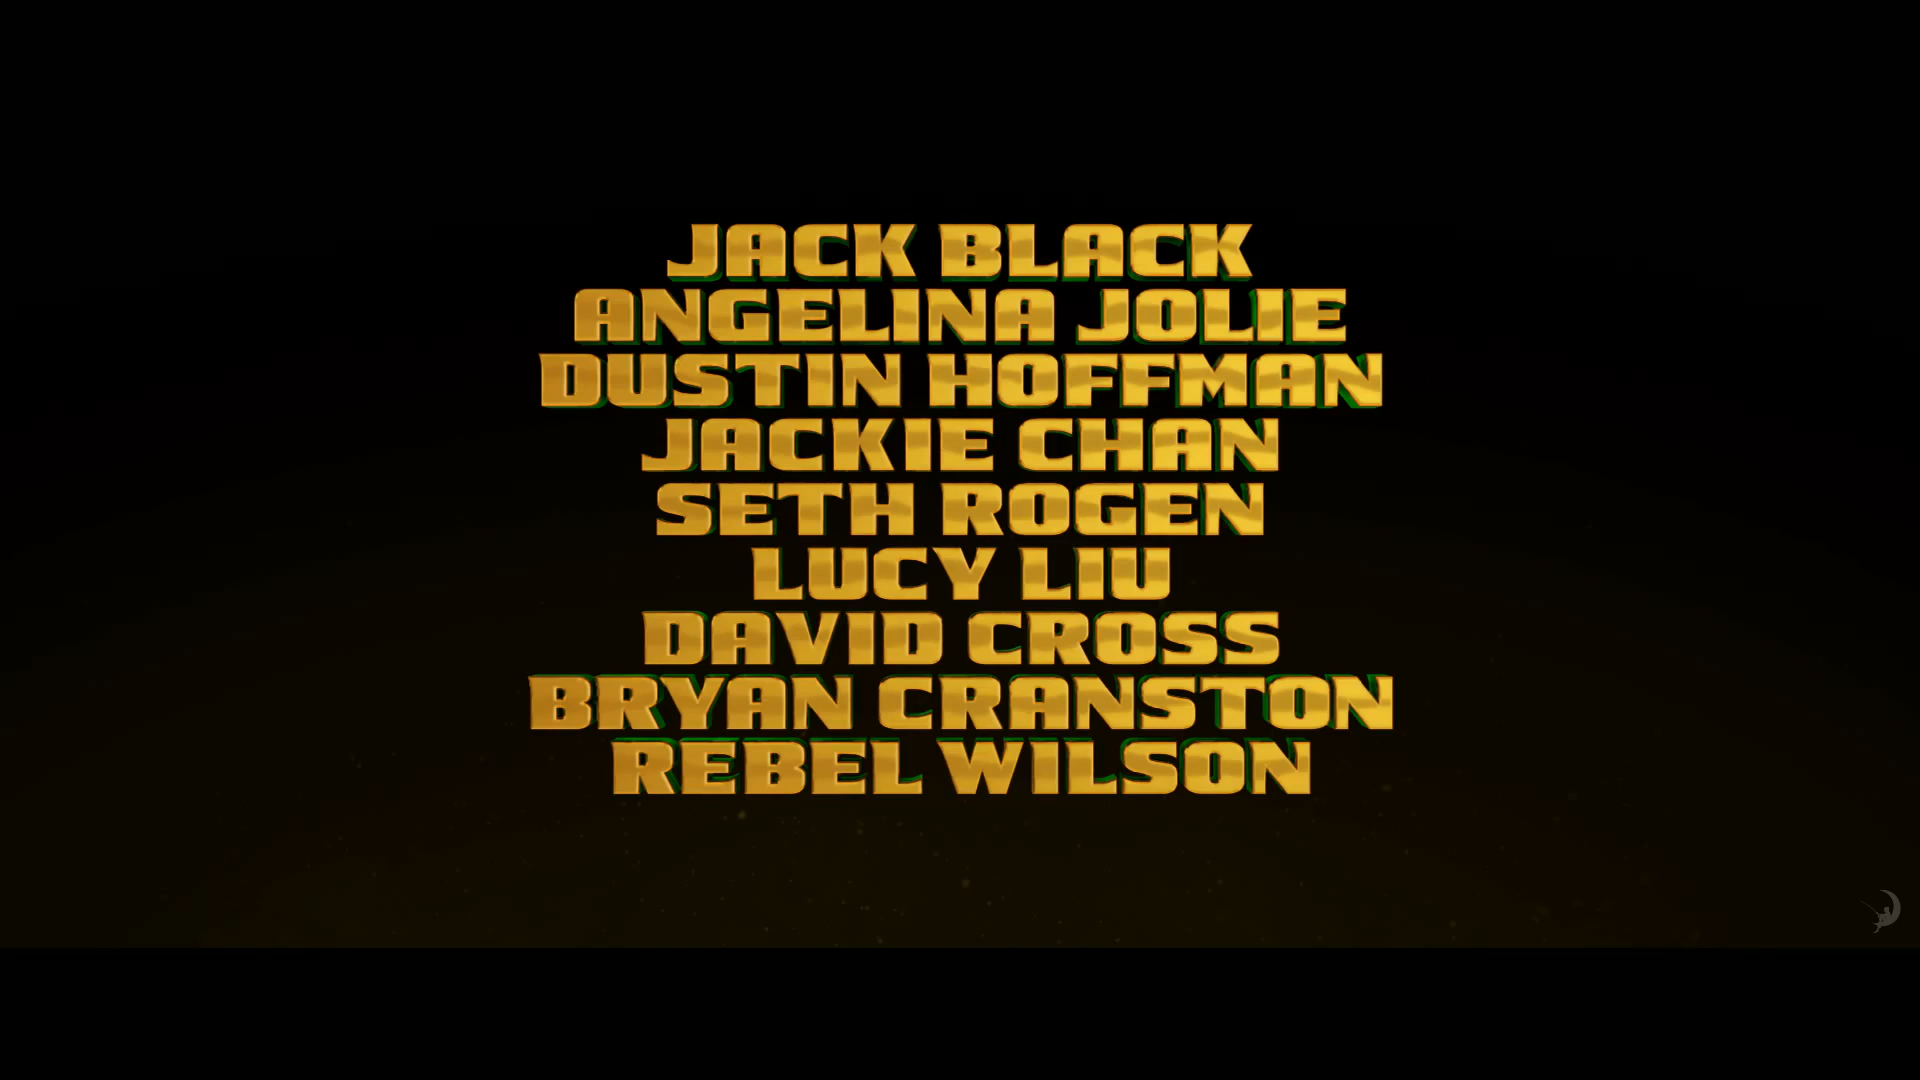 JACK BLACK
ANGELINA JOLIE
DUSTIN HOFFMAN
JACKIE CHAN
SETH ROGEN
LUCY LIU
DAVID CROSS
BRYAN CRANSTON
REBEL WILSON